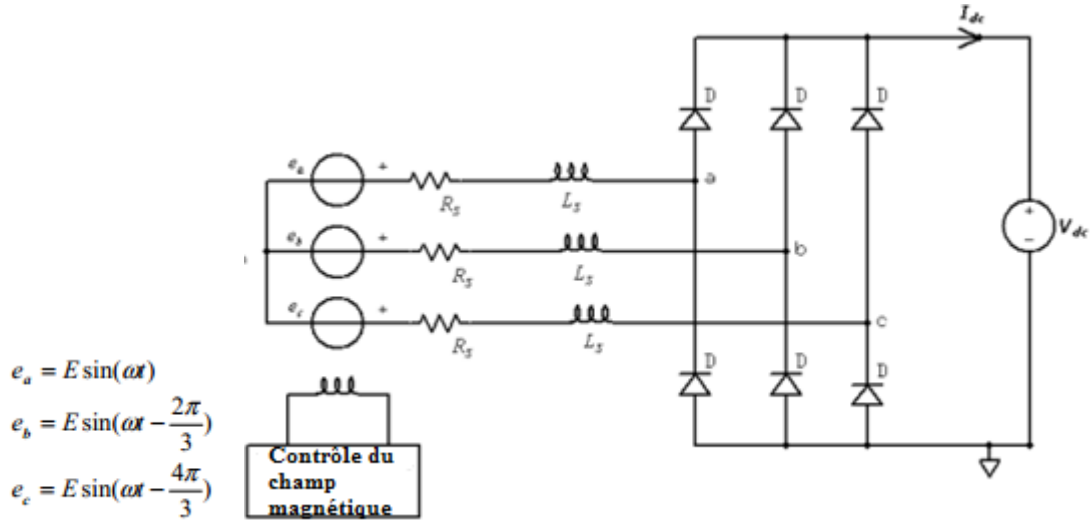 I_dc
D D D
e_a + R_s L_s a
e_b + R_s L_s b
e_c + R_s L_s c
+ − V_dc
D D D
e_a = E sin(ωt)
e_b = E sin(ωt − 2π/3)
e_c = E sin(ωt − 4π/3)
Contrôle du
champ
magnétique